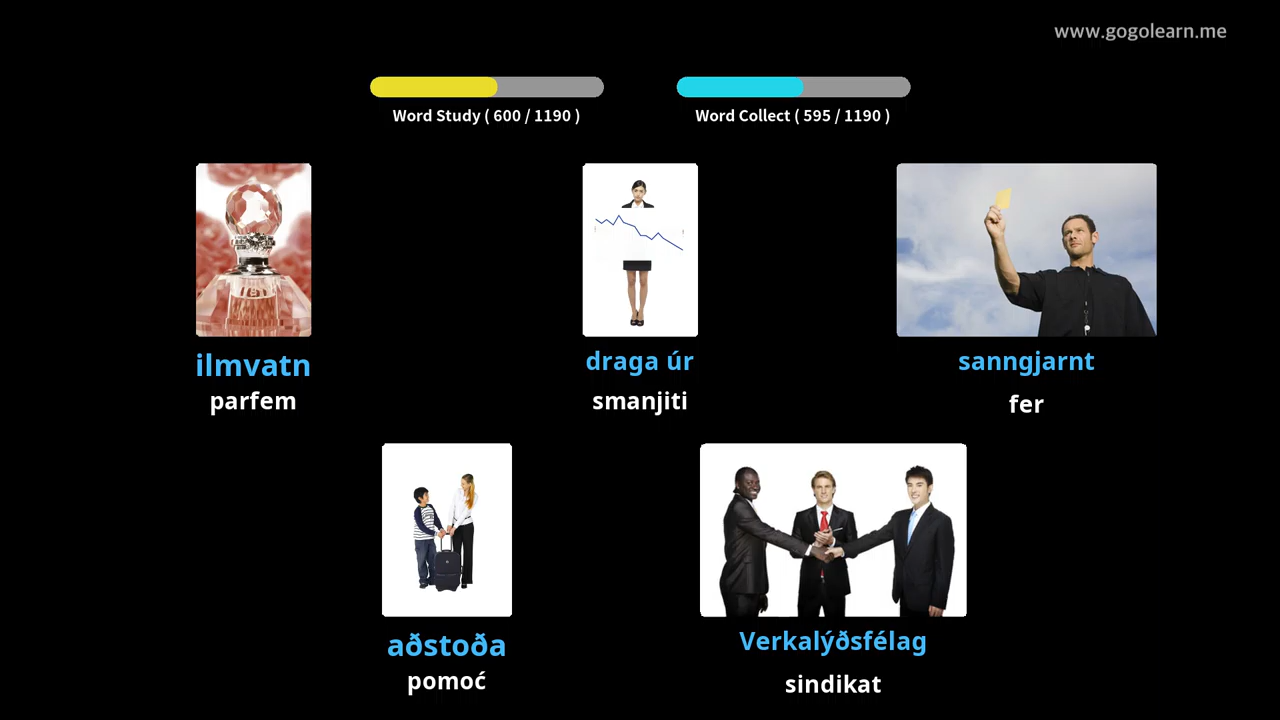 www.gogolearn.me
Word Study ( 600 / 1190 )
Word Collect ( 595 / 1190 )
ilmvatn
parfem
draga úr
smanjiti
sanngjarnt
fer
aðstoða
pomoć
Verkalýðsfélag
sindikat